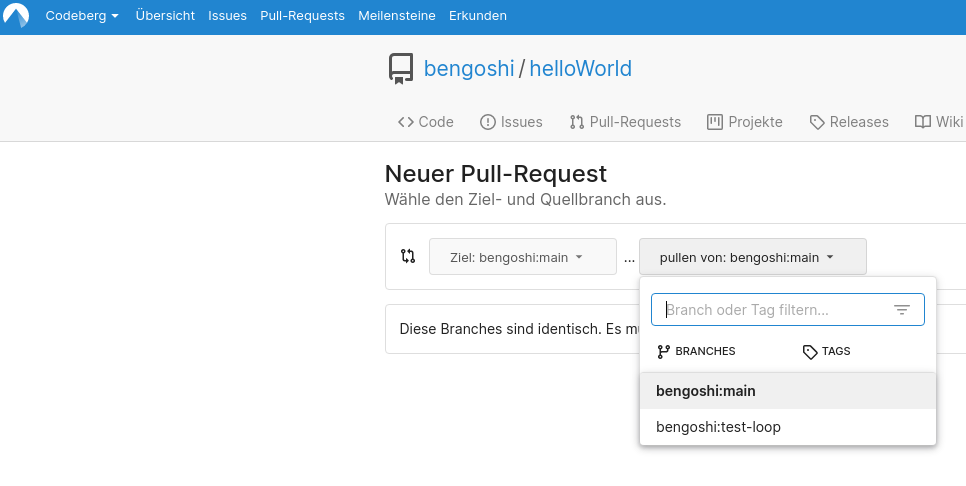 Codeberg Übersicht Issues Pull-Requests Meilensteine Erkunden
bengoshi / helloWorld
Code Issues Pull-Requests Projekte Releases Wiki
Neuer Pull-Request
Wähle den Ziel- und Quellbranch aus.
Ziel: bengoshi:main ... pullen von: bengoshi:main
Branch oder Tag filtern...
Diese Branches sind identisch. Es
BRANCHES TAGS
bengoshi:main
bengoshi:test-loop